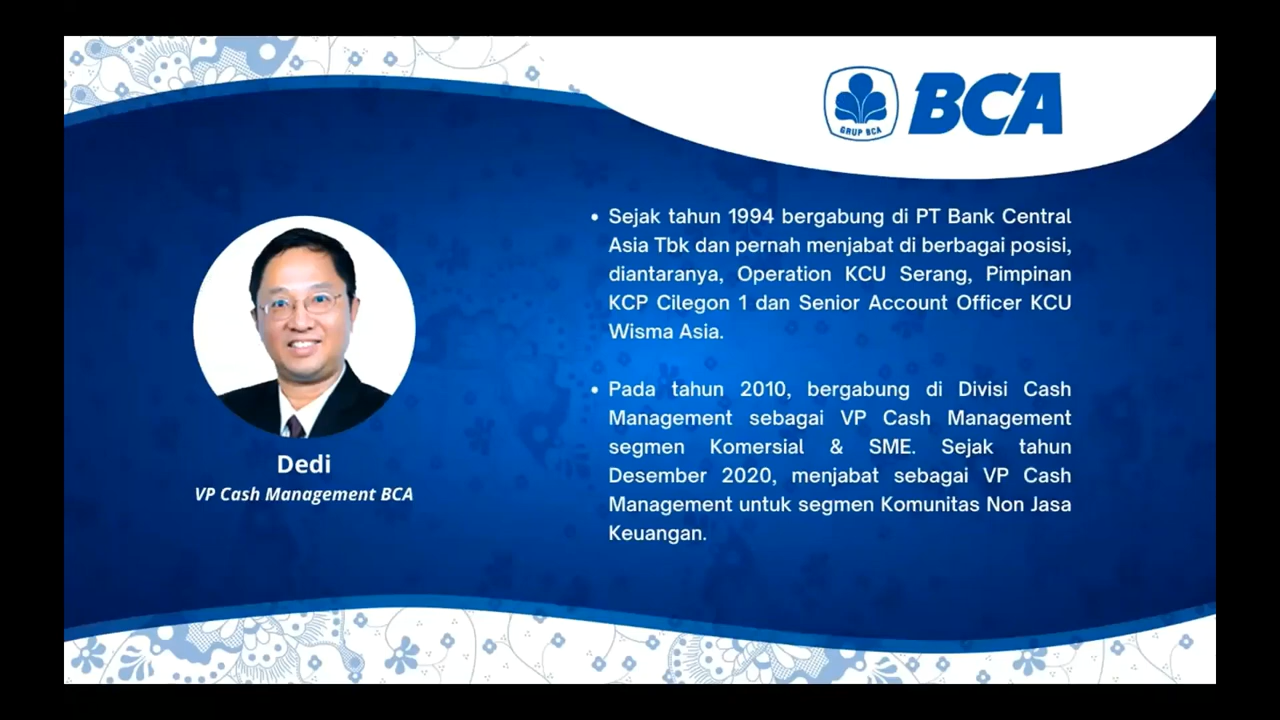 GRUP BCA
BCA
Sejak tahun 1994 bergabung di PT Bank Central
Asia Tbk dan pernah menjabat di berbagai posisi,
diantaranya, Operation KCU Serang, Pimpinan
KCP Cilegon 1 dan Senior Account Officer KCU
Wisma Asia.
Pada tahun 2010, bergabung di Divisi Cash
Management sebagai VP Cash Management
segmen Komersial & SME. Sejak tahun
Desember 2020, menjabat sebagai VP Cash
Management untuk segmen Komunitas Non Jasa
Keuangan.
Dedi
VP Cash Management BCA